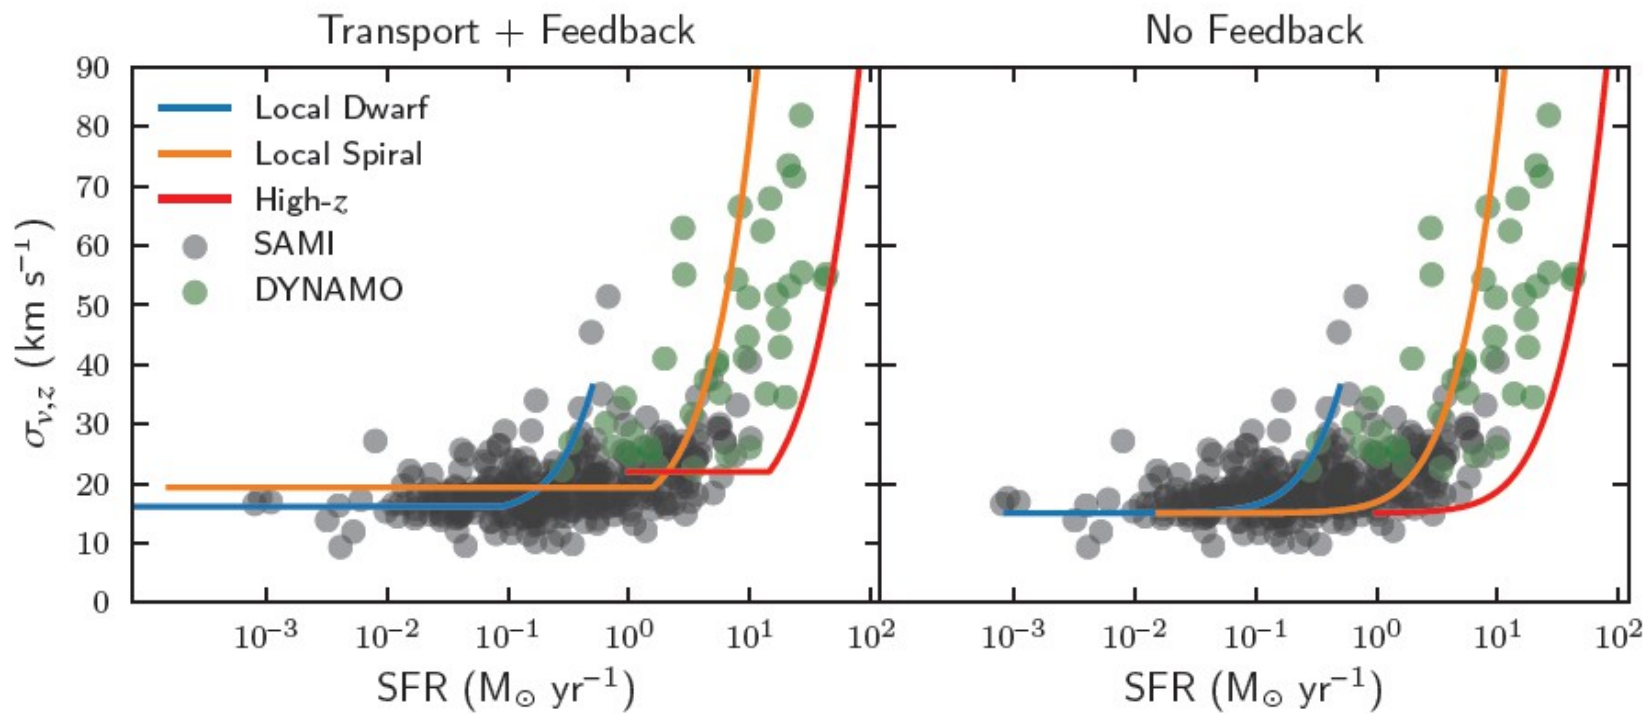 Transport + Feedback
No Feedback
90
80
70
60
50
40
30
20
10
0
σ_{v,z} (km s⁻¹)
Local Dwarf
Local Spiral
High-z
SAMI
DYNAMO
10⁻³ 10⁻² 10⁻¹ 10⁰ 10¹ 10²
10⁻³ 10⁻² 10⁻¹ 10⁰ 10¹ 10²
SFR (M⊙ yr⁻¹)
SFR (M⊙ yr⁻¹)